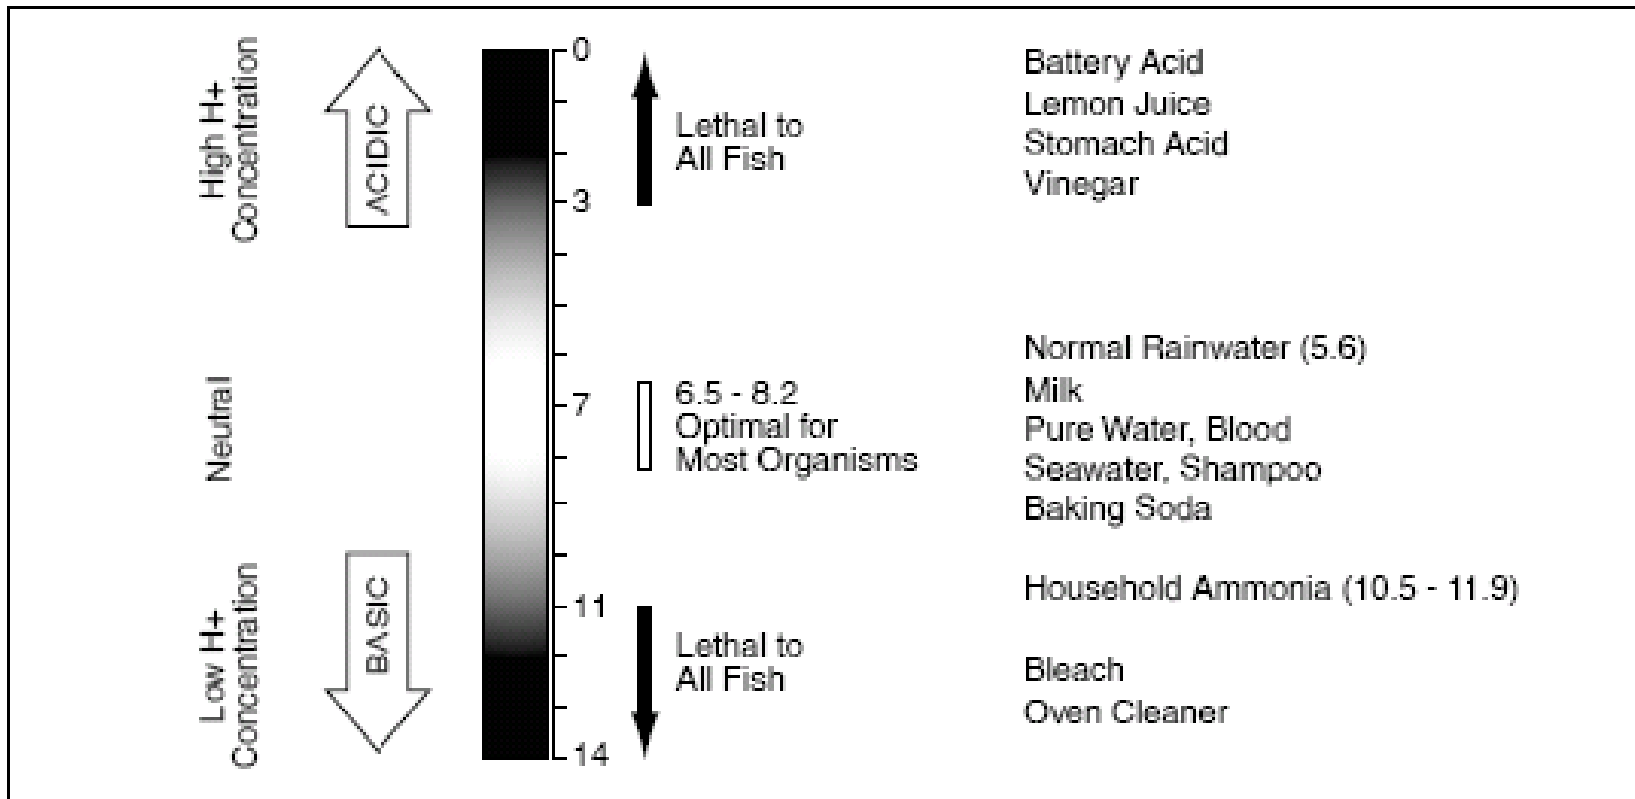 High H+
Concentration
ACIDIC
Neutral
Low H+
Concentration
BASIC
0
3
7
11
14
Lethal to
All Fish
6.5 - 8.2
Optimal for
Most Organisms
Lethal to
All Fish
Battery Acid
Lemon Juice
Stomach Acid
Vinegar
Normal Rainwater (5.6)
Milk
Pure Water, Blood
Seawater, Shampoo
Baking Soda
Household Ammonia (10.5 - 11.9)
Bleach
Oven Cleaner